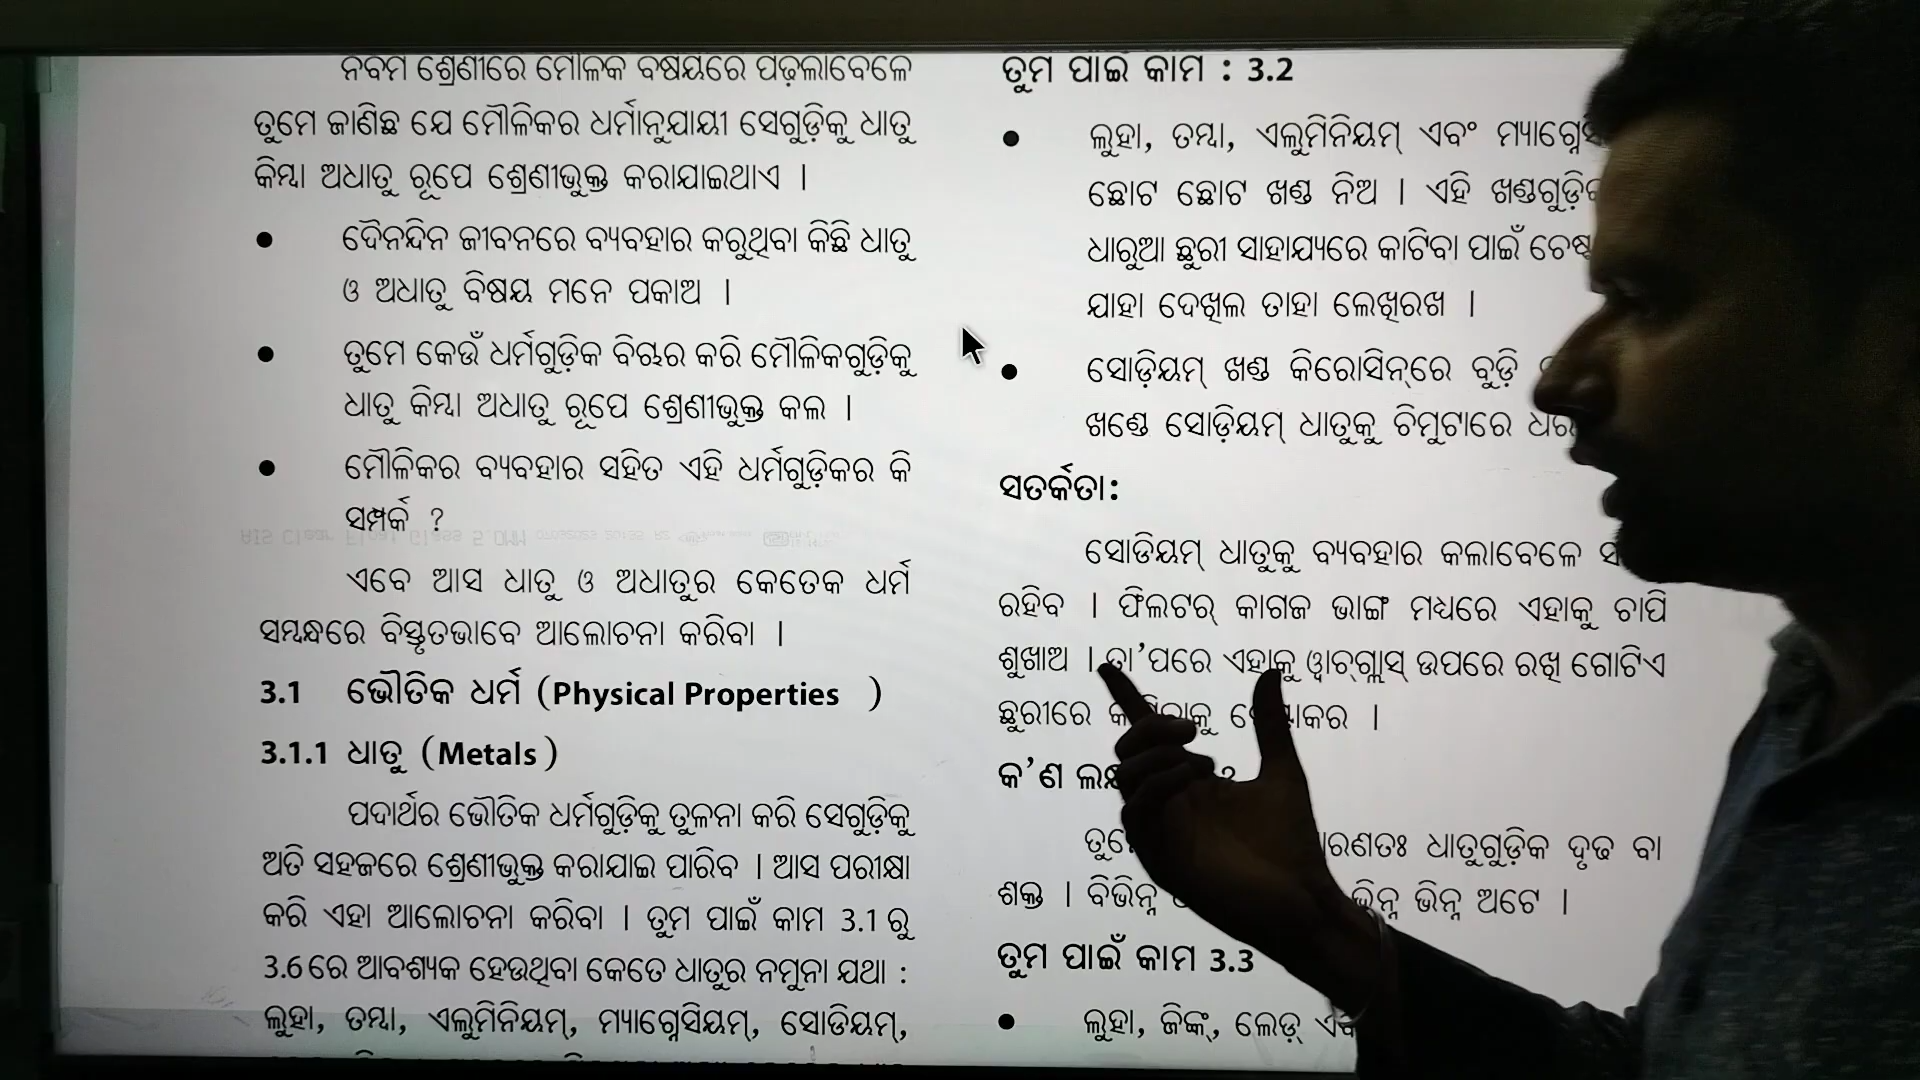 ନବମ ଶ୍ରେଣୀରେ ମୌଳିକ ବିଷୟରେ ପଢ଼ିଲାବେଳେ
ତୁମେ ଜାଣିଛ ଯେ ମୌଳିକର ଧର୍ମାନୁଯାୟୀ ସେଗୁଡ଼ିକୁ ଧାତୁ
କିମ୍ବା ଅଧାତୁ ରୂପେ ଶ୍ରେଣୀଭୁକ୍ତ କରାଯାଇଥାଏ ।
● ଦୈନନ୍ଦିନ ଜୀବନରେ ବ୍ୟବହାର କରୁଥିବା କିଛି ଧାତୁ
ଓ ଅଧାତୁ ବିଷୟ ମନେ ପକାଅ ।
● ତୁମେ କେଉଁ ଧର୍ମଗୁଡ଼ିକ ବିଚାର କରି ମୌଳିକଗୁଡ଼ିକୁ
ଧାତୁ କିମ୍ବା ଅଧାତୁ ରୂପେ ଶ୍ରେଣୀଭୁକ୍ତ କଲ ।
● ମୌଳିକର ବ୍ୟବହାର ସହିତ ଏହି ଧର୍ମଗୁଡ଼ିକର କି
ସମ୍ପର୍କ ?
ଏବେ ଆସ ଧାତୁ ଓ ଅଧାତୁର କେତେକ ଧର୍ମ
ସମ୍ବନ୍ଧରେ ବିସ୍ତୃତଭାବେ ଆଲୋଚନା କରିବା ।
3.1 ଭୌତିକ ଧର୍ମ (Physical Properties )
3.1.1 ଧାତୁ (Metals )
ପଦାର୍ଥର ଭୌତିକ ଧର୍ମଗୁଡ଼ିକୁ ତୁଳନା କରି ସେଗୁଡ଼ିକୁ
ଅତି ସହଜରେ ଶ୍ରେଣୀଭୁକ୍ତ କରାଯାଇ ପାରିବ । ଆସ ପରୀକ୍ଷା
କରି ଏହା ଆଲୋଚନା କରିବା । ତୁମ ପାଇଁ କାମ 3.1 ରୁ
3.6 ରେ ଆବଶ୍ୟକ ହେଉଥିବା କେତେ ଧାତୁର ନମୁନା ଯଥା :
ଲୁହା, ତମ୍ବା, ଏଲୁମିନିୟମ୍, ମ୍ୟାଗ୍ନେସିୟମ୍, ସୋଡିୟମ୍,
ତୁମ ପାଇଁ କାମ : 3.2
● ଲୁହା, ତମ୍ବା, ଏଲୁମିନିୟମ୍ ଏବଂ
ଛୋଟ ଛୋଟ ଖଣ୍ଡ ନିଅ । ଏହି
ଧାରୁଆ ଛୁରୀ ସାହାଯ୍ୟରେ କାଟିବା ପାଇଁ
ଯାହା ଦେଖିଲ ତାହା ଲେଖିରଖ ।
● ସୋଡ଼ିୟମ୍ ଖଣ୍ଡ କିରୋସିନ୍‌ରେ ବୁଡ଼ି
ଖଣ୍ଡେ ସୋଡ଼ିୟମ୍ ଧାତୁକୁ ଚିମୁଟାରେ
ସତର୍କତା:
ସୋଡିୟମ୍ ଧାତୁକୁ ବ୍ୟବହାର କଲାବେଳେ
ରହିବ । ଫିଲଟର୍ କାଗଜ ଭାଙ୍ଗ ମଧ୍ୟରେ ଏହାକୁ ଚାପି
ଶୁଖାଅ । ତା’ପରେ ଏହାକୁ ୱାଚ୍‌ଗ୍ଲାସ୍ ଉପରେ ରଖି ଗୋଟିଏ
ଛୁରୀରେ
କ’ଣ
ଧାତୁଗୁଡ଼ିକ ଦୃଢ ବା
ଶକ୍ତ । ବିଭିନ୍ନ ଭିନ୍ନ ଭିନ୍ନ ଅଟେ ।
ତୁମ ପାଇଁ କାମ 3.3
● ଲୁହା, ଜିଙ୍କ୍, ଲେଡ୍